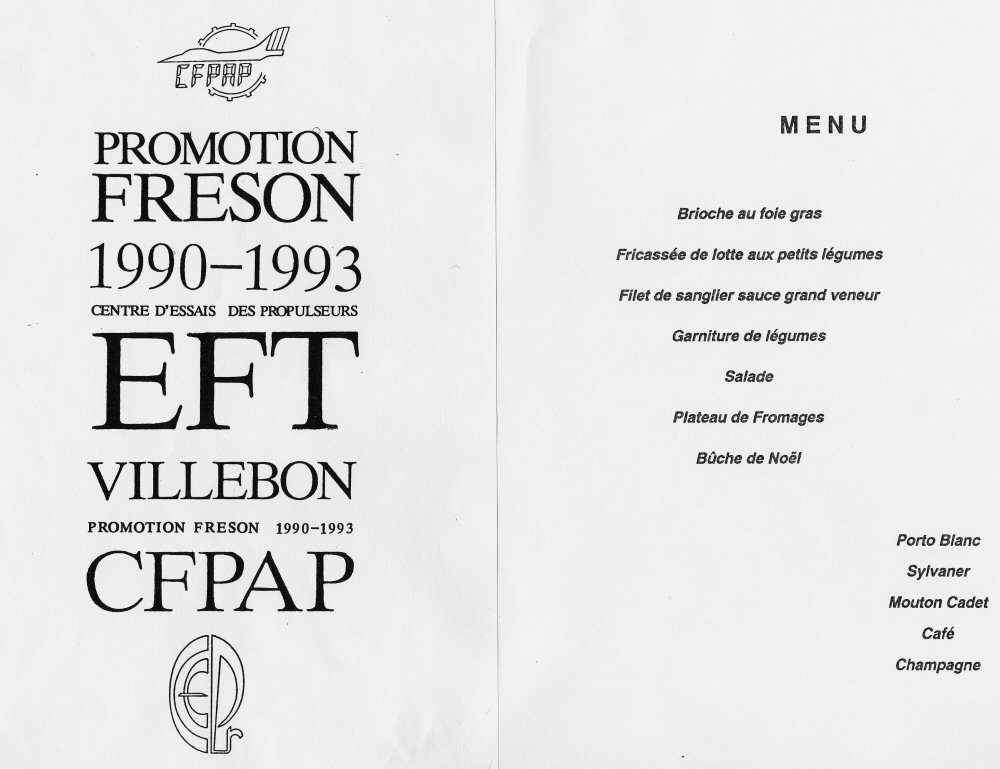 CFPAP
PROMOTION
FRESON
1990-1993
CENTRE D'ESSAIS DES PROPULSEURS
EFT
VILLEBON
PROMOTION FRESON 1990-1993
CFPAP
CEPr
MENU
Brioche au foie gras
Fricassée de lotte aux petits légumes
Filet de sanglier sauce grand veneur
Garniture de légumes
Salade
Plateau de Fromages
Bûche de Noël
Porto Blanc
Sylvaner
Mouton Cadet
Café
Champagne